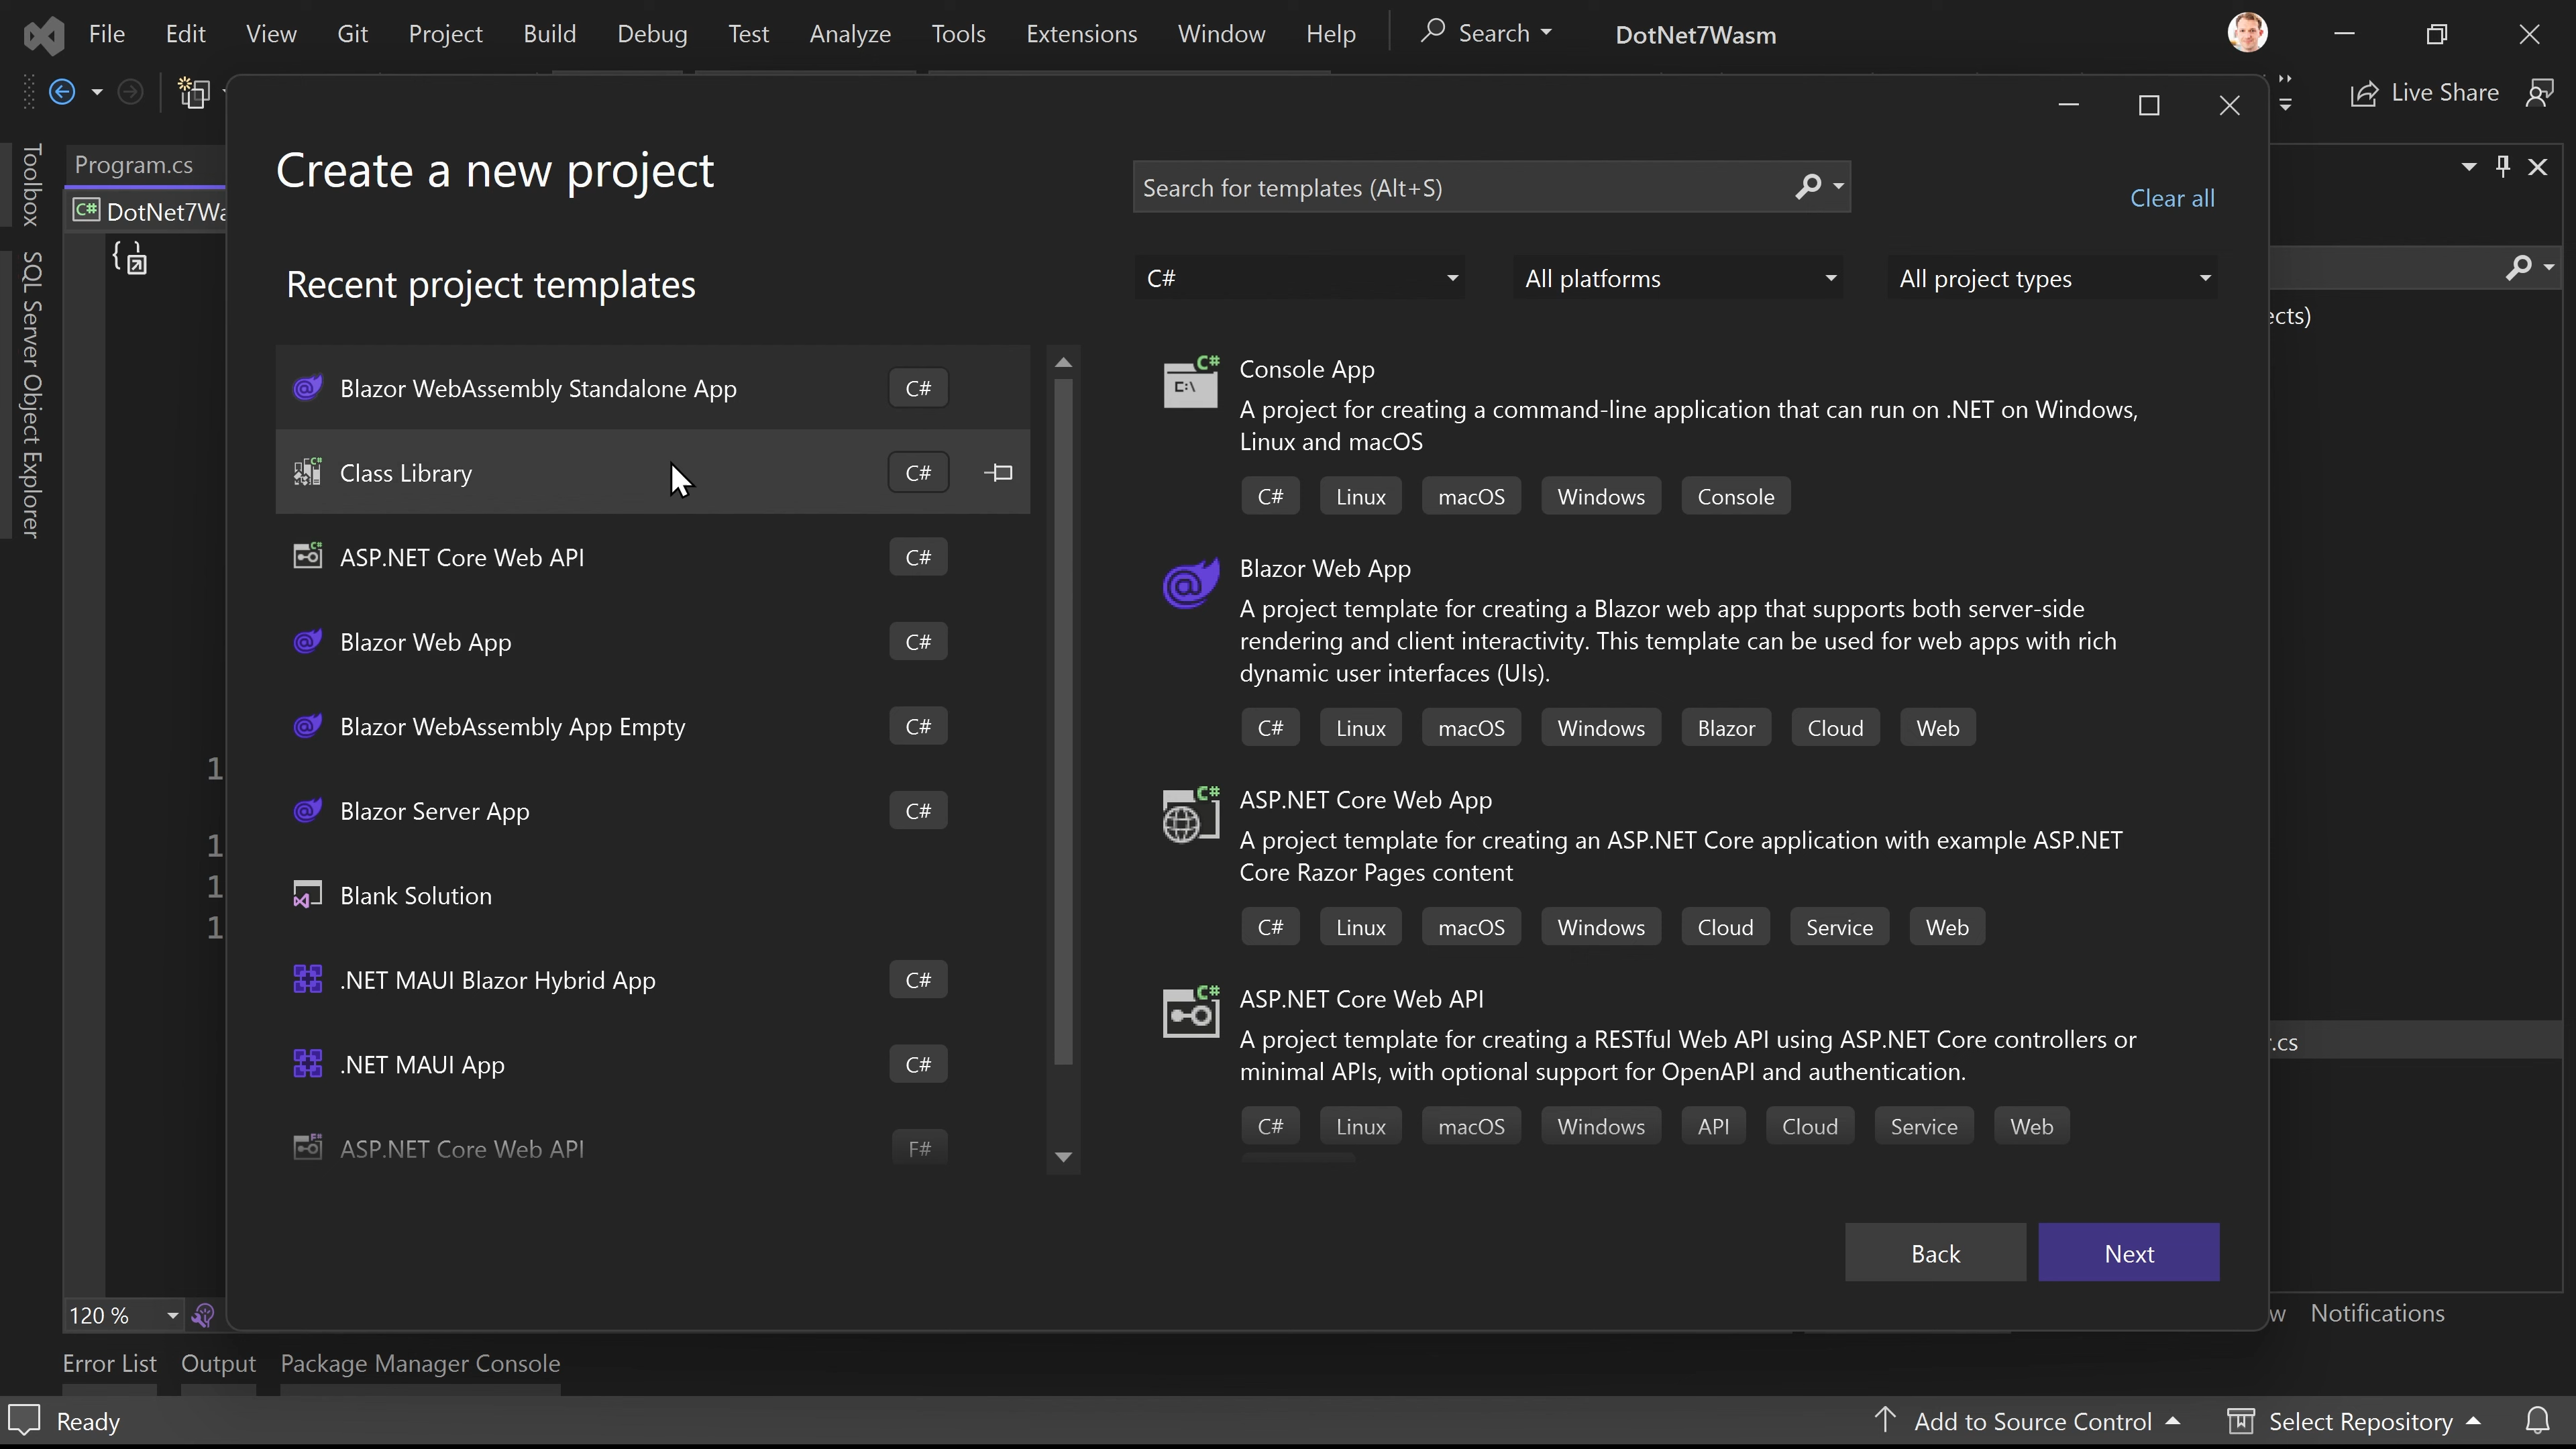 File Edit View Git Project Build Debug Test Analyze Tools Extensions Window Help Search DotNet7Wasm
Live Share
Toolbox
SQL Server Object Explorer
Program.cs
C# DotNet7Wa
Create a new project
Search for templates (Alt+S)
Clear all
Recent project templates
C# All platforms All project types
ects)
Blazor WebAssembly Standalone App C#
Class Library C#
ASP.NET Core Web API C#
Blazor Web App C#
Blazor WebAssembly App Empty C#
Blazor Server App C#
Blank Solution
.NET MAUI Blazor Hybrid App C#
.NET MAUI App C#
ASP.NET Core Web API F#
Console App
A project for creating a command-line application that can run on .NET on Windows,
Linux and macOS
C# Linux macOS Windows Console
Blazor Web App
A project template for creating a Blazor web app that supports both server-side
rendering and client interactivity. This template can be used for web apps with rich
dynamic user interfaces (UIs).
C# Linux macOS Windows Blazor Cloud Web
ASP.NET Core Web App
A project template for creating an ASP.NET Core application with example ASP.NET
Core Razor Pages content
C# Linux macOS Windows Cloud Service Web
ASP.NET Core Web API
A project template for creating a RESTful Web API using ASP.NET Core controllers or
minimal APIs, with optional support for OpenAPI and authentication.
C# Linux macOS Windows API Cloud Service Web
1
1
1
1
.cs
Back Next
120 %
w Notifications
Error List Output Package Manager Console
Ready Add to Source Control Select Repository